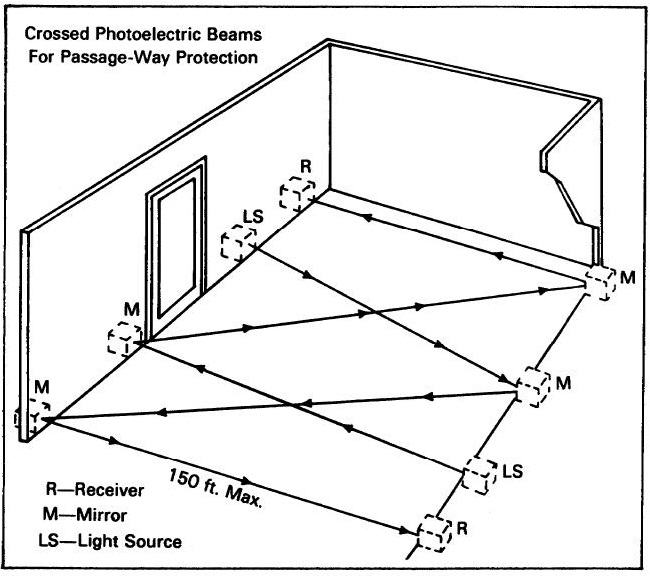 Crossed Photoelectric Beams
For Passage-Way Protection
R
LS
M
M
M
M
LS
R
150 ft. Max.
R—Receiver
M—Mirror
LS—Light Source